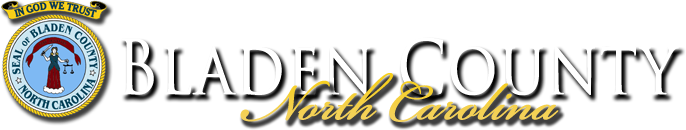 IN GOD WE TRUST
SEAL OF BLADEN COUNTY
NORTH CAROLINA
BLADEN COUNTY
North Carolina